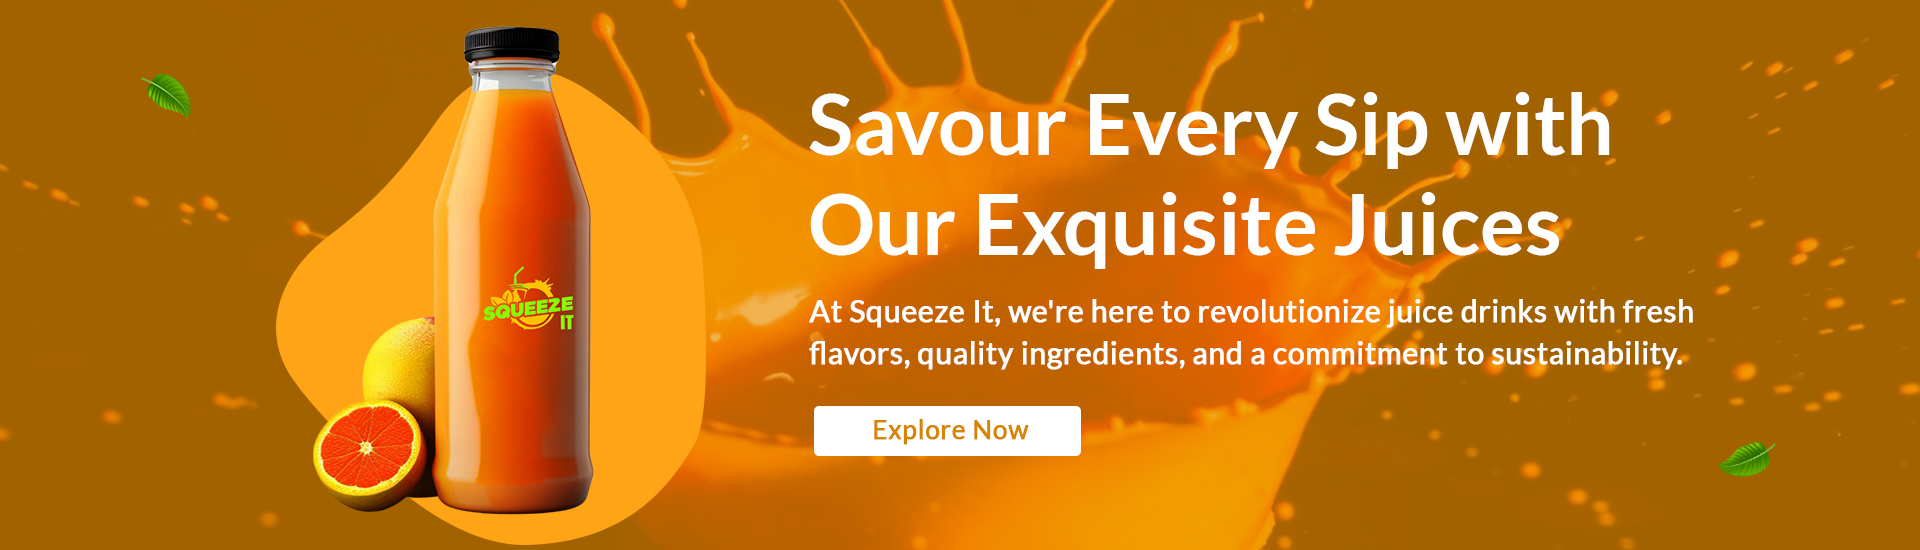 SQUEEZE
IT
Savour Every Sip with
Our Exquisite Juices
At Squeeze It, we're here to revolutionize juice drinks with fresh
flavors, quality ingredients, and a commitment to sustainability.
Explore Now